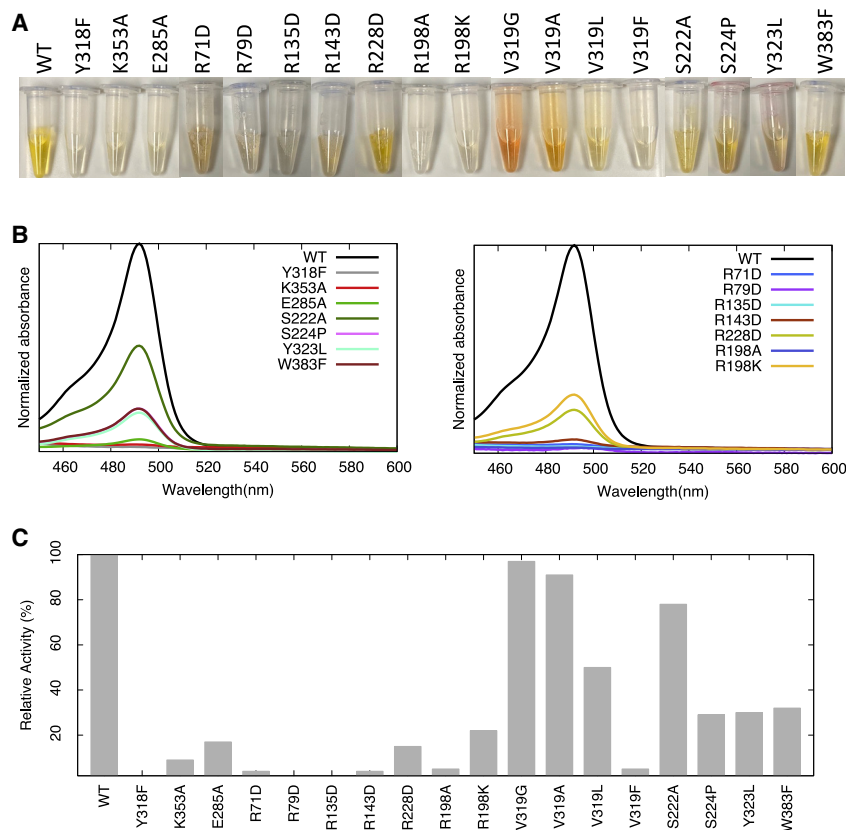 A
WT Y318F K353A E285A R71D R79D R135D R143D R228D R198A R198K V319G V319A V319L V319F S222A S224P Y323L W383F
B
Normalized absorbance
WT
Y318F
K353A
E285A
S222A
S224P
Y323L
W383F
460 480 500 520 540 560 580 600
Wavelength(nm)
Normalized absorbance
WT
R71D
R79D
R135D
R143D
R228D
R198A
R198K
460 480 500 520 540 560 580 600
Wavelength(nm)
C
Relative Activity (%)
100
80
60
40
20
WT Y318F K353A E285A R71D R79D R135D R143D R228D R198A R198K V319G V319A V319L V319F S222A S224P Y323L W383F